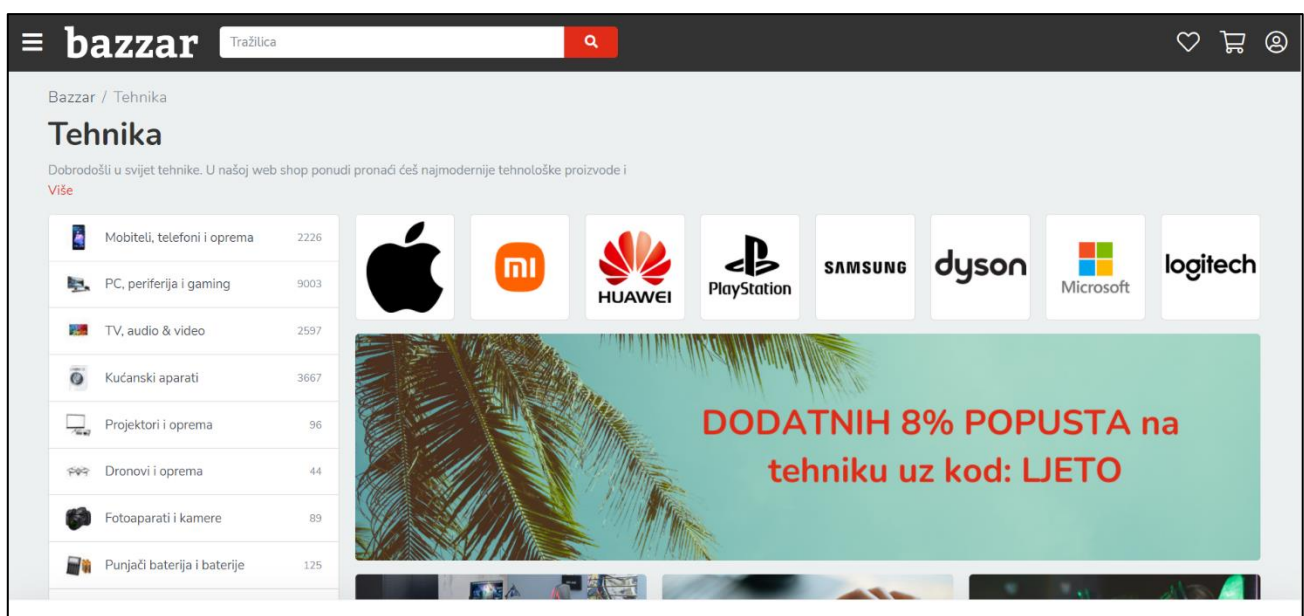 bazzar
Tražilica
Bazzar / Tehnika
Tehnika
Dobrodošli u svijet tehnike. U našoj web shop ponudi pronaći ćeš najmodernije tehnološke proizvode i
Više
Mobiteli, telefoni i oprema 2226
PC, periferija i gaming 9003
TV, audio & video 2597
Kućanski aparati 3667
Projektori i oprema 96
Dronovi i oprema 44
Fotoaparati i kamere 89
Punjači baterija i baterije 125
mi
HUAWEI
PlayStation
SAMSUNG
dyson
Microsoft
logitech
DODATNIH 8% POPUSTA na
tehniku uz kod: LJETO